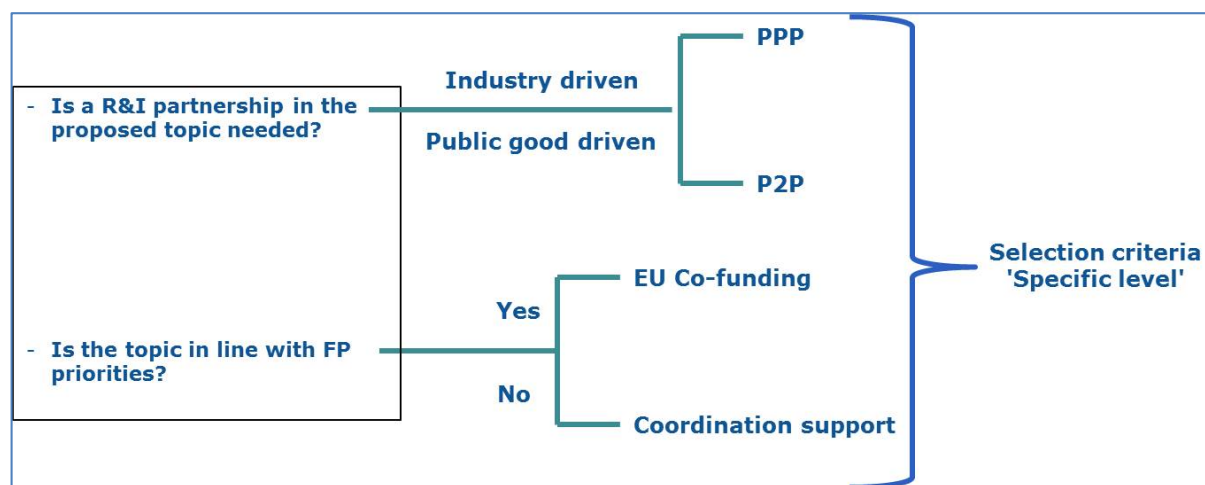 PPP
Industry driven
- Is a R&I partnership in the
proposed topic needed?
Public good driven
P2P
Selection criteria
'Specific level'
EU Co-funding
Yes
- Is the topic in line with FP
priorities?
No
Coordination support